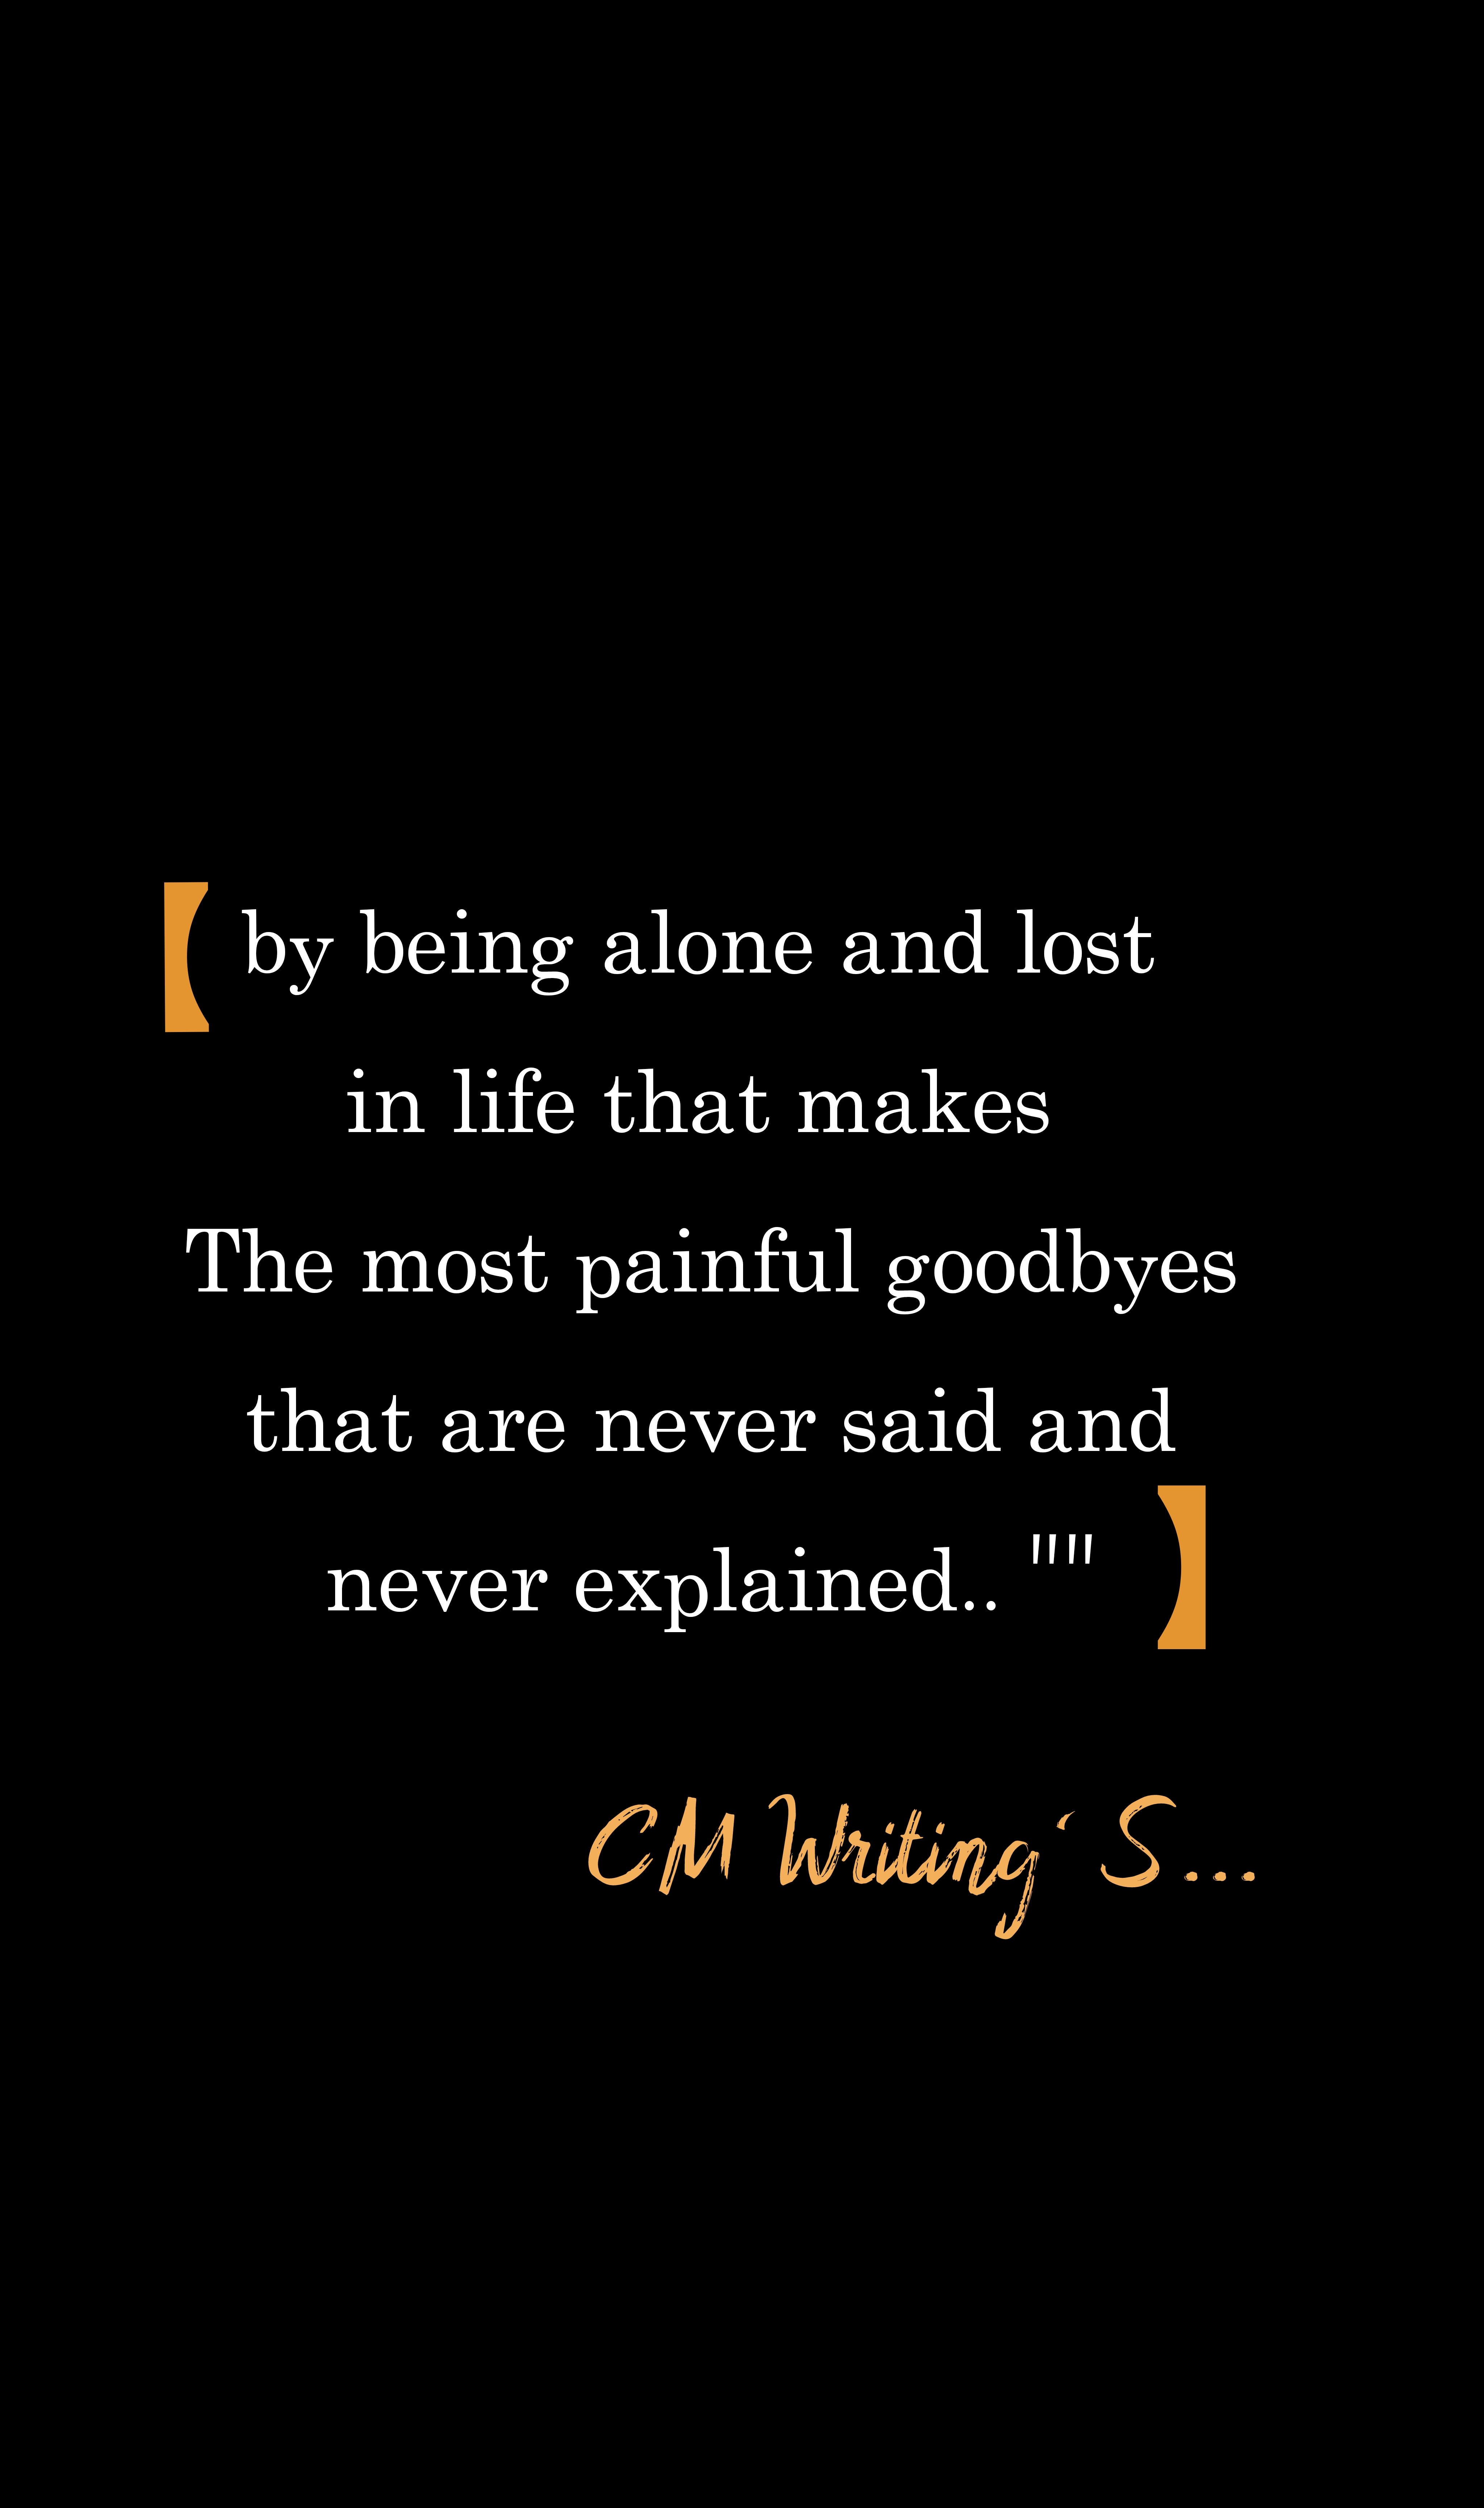 【 by being alone and lost
in life that makes
The most painful goodbyes
that are never said and
never explained.. "" 】
CM Writing´ S...